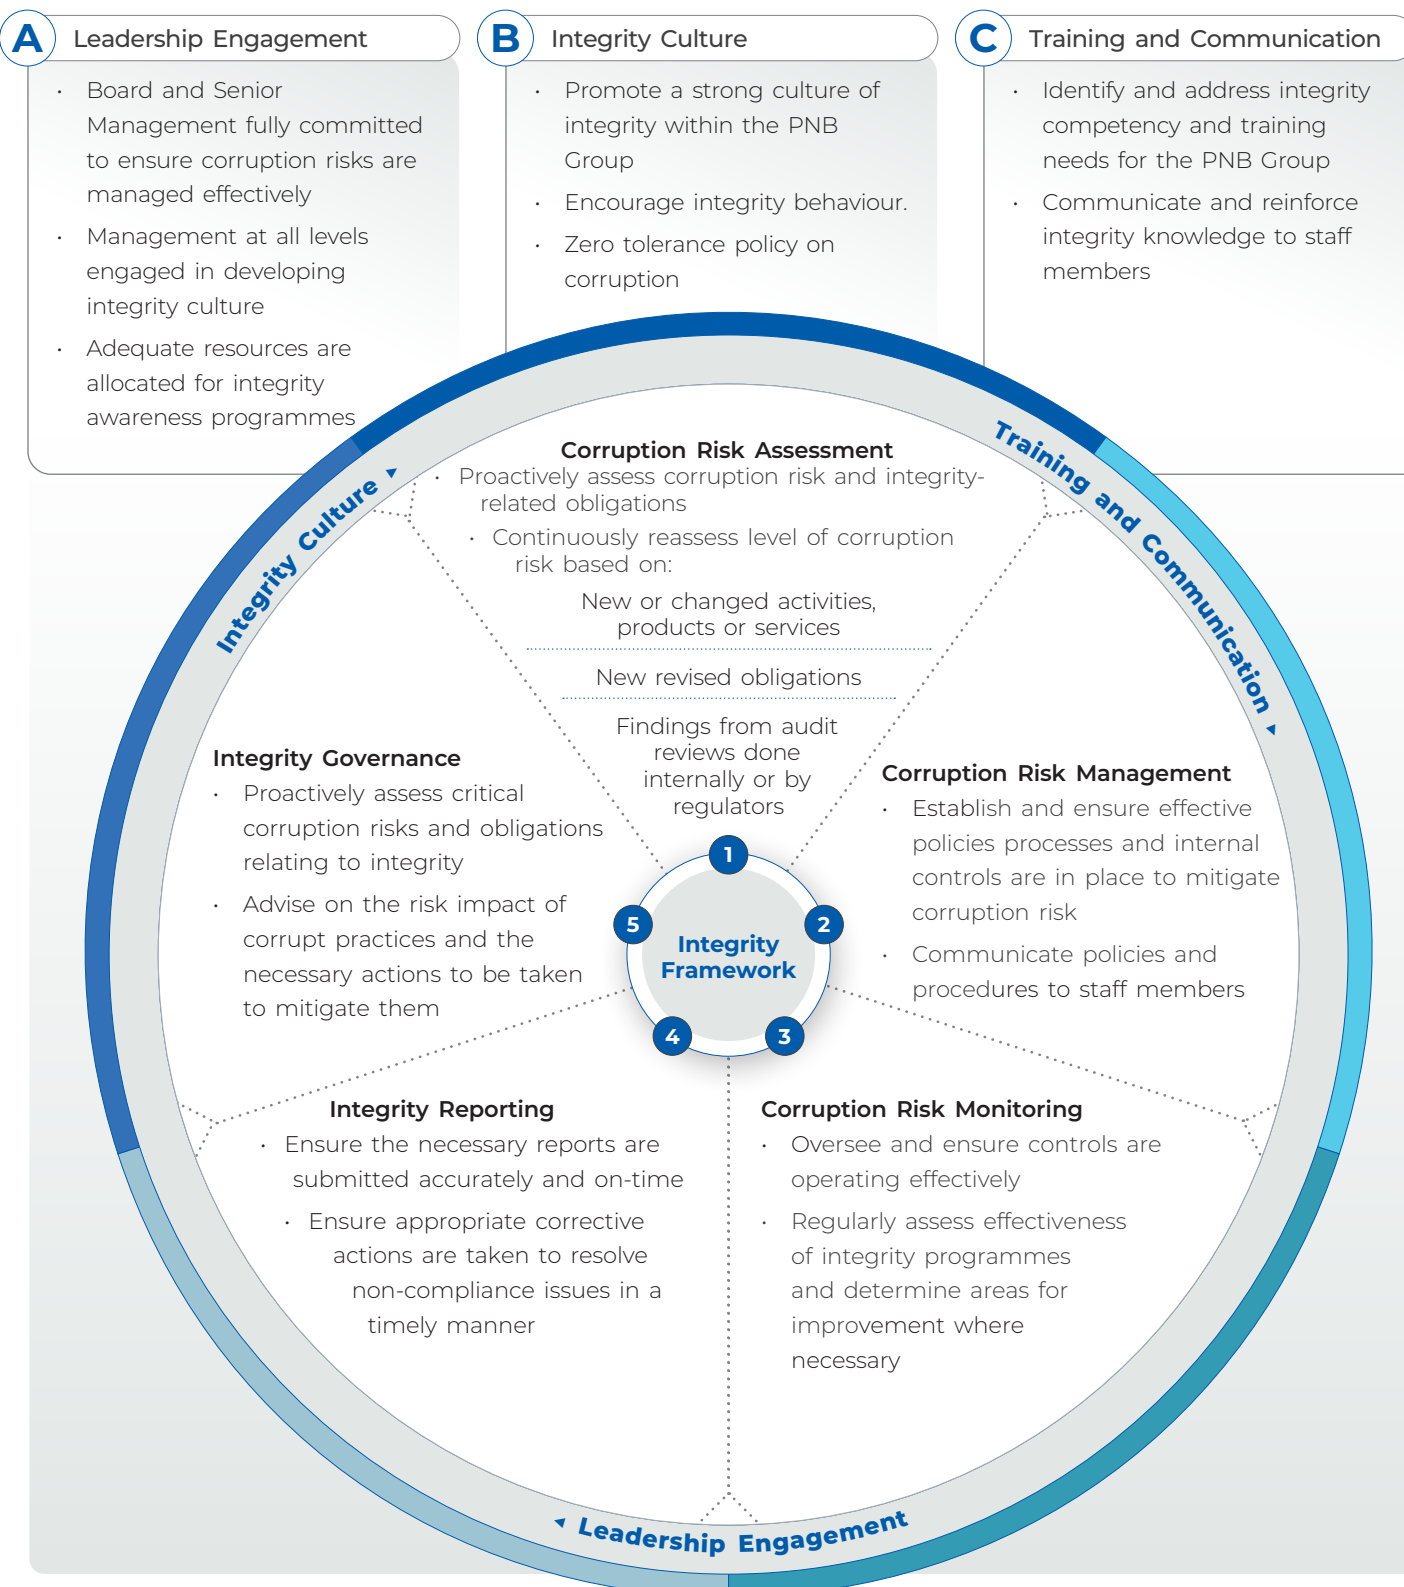 A
Leadership Engagement
• Board and Senior
Management fully committed
to ensure corruption risks are
managed effectively
• Management at all levels
engaged in developing
integrity culture
• Adequate resources are
allocated for integrity
awareness programmes
B
Integrity Culture
• Promote a strong culture of
integrity within the PNB
Group
• Encourage integrity behaviour.
• Zero tolerance policy on
corruption
C
Training and Communication
• Identify and address integrity
competency and training
needs for the PNB Group
• Communicate and reinforce
integrity knowledge to staff
members
Integrity Culture
Training and Communication
Leadership Engagement
Corruption Risk Assessment
• Proactively assess corruption risk and integrity-
related obligations
• Continuously reassess level of corruption
risk based on:
New or changed activities,
products or services
New revised obligations
Findings from audit
reviews done
internally or by
regulators
Corruption Risk Management
• Establish and ensure effective
policies processes and internal
controls are in place to mitigate
corruption risk
• Communicate policies and
procedures to staff members
Corruption Risk Monitoring
• Oversee and ensure controls are
operating effectively
• Regularly assess effectiveness
of integrity programmes
and determine areas for
improvement where
necessary
Integrity Reporting
• Ensure the necessary reports are
submitted accurately and on-time
• Ensure appropriate corrective
actions are taken to resolve
non-compliance issues in a
timely manner
Integrity Governance
• Proactively assess critical
corruption risks and obligations
relating to integrity
• Advise on the risk impact of
corrupt practices and the
necessary actions to be taken
to mitigate them
1
2
3
4
5
Integrity
Framework